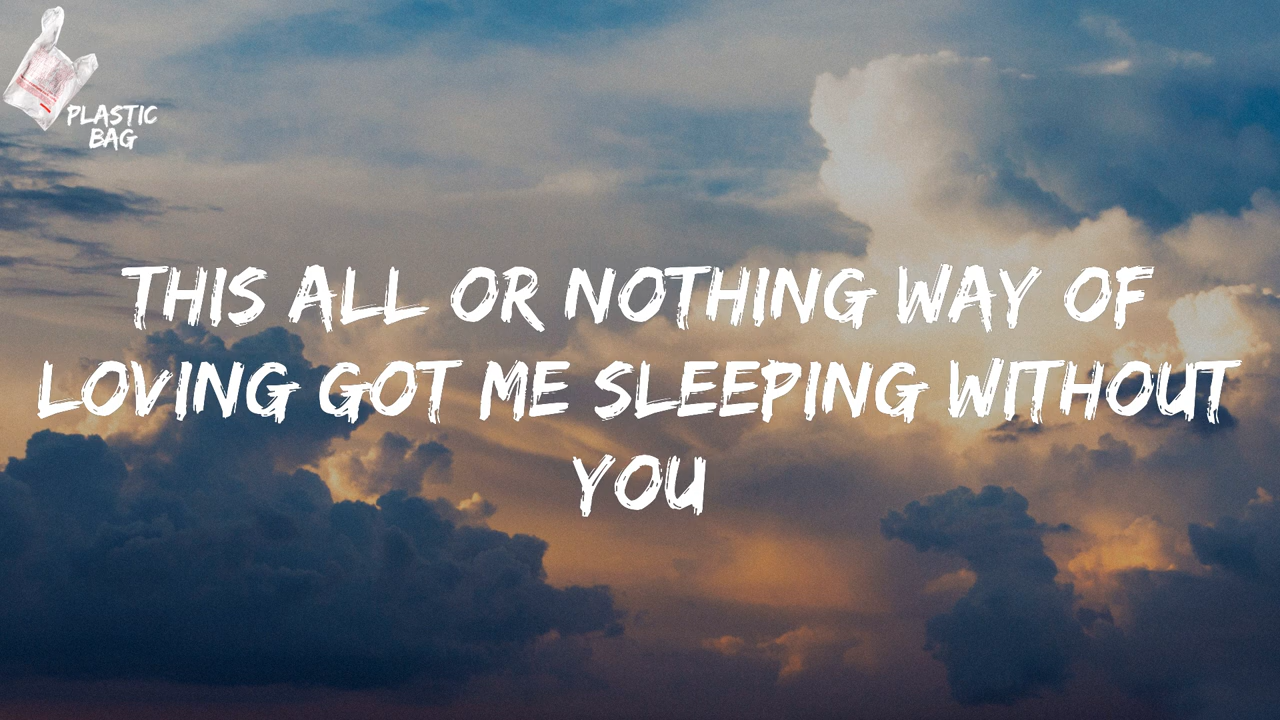 PLASTIC
BAG
THIS ALL OR NOTHING WAY OF
LOVING GOT ME SLEEPING WITHOUT
YOU